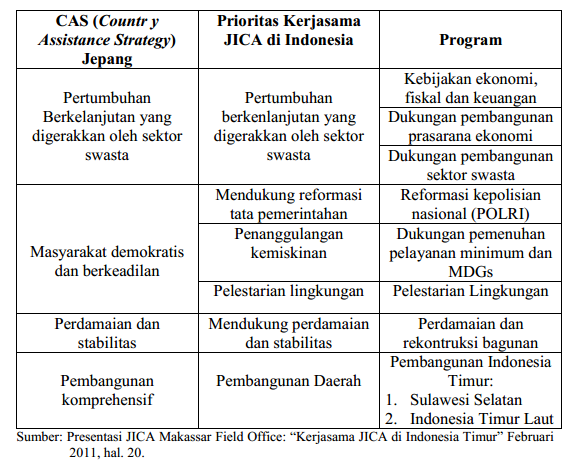 CAS (Countr y
Assistance Strategy)
Jepang
Prioritas Kerjasama
JICA di Indonesia
Program
Pertumbuhan
Berkelanjutan yang
digerakkan oleh sektor
swasta
Pertumbuhan
berkenlanjutan yang
digerakkan oleh sektor
swasta
Kebijakan ekonomi,
fiskal dan keuangan
Dukungan pembangunan
prasarana ekonomi
Dukungan pembangunan
sektor swasta
Masyarakat demokratis
dan berkeadilan
Mendukung reformasi
tata pemerintahan
Reformasi kepolisian
nasional (POLRI)
Penanggulangan
kemiskinan
Dukungan pemenuhan
pelayanan minimum dan
MDGs
Pelestarian lingkungan
Pelestarian Lingkungan
Perdamaian dan
stabilitas
Mendukung perdamaian
dan stabilitas
Perdamaian dan
rekontruksi bagunan
Pembangunan
komprehensif
Pembangunan Daerah
Pembangunan Indonesia
Timur:
1. Sulawesi Selatan
2. Indonesia Timur Laut
Sumber: Presentasi JICA Makassar Field Office: “Kerjasama JICA di Indonesia Timur” Februari
2011, hal. 20.